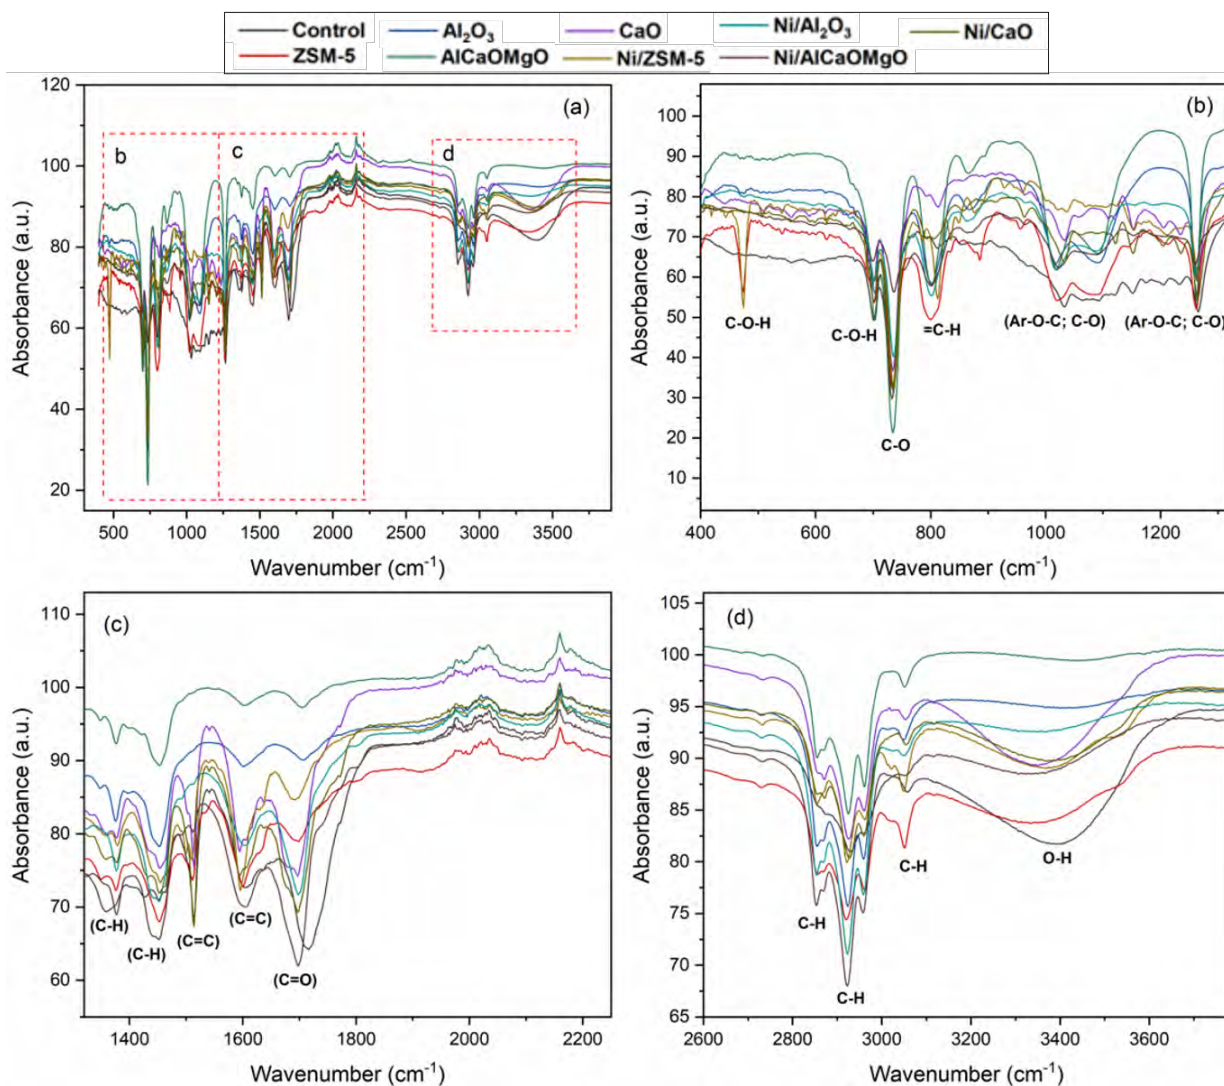 Control Al₂O₃ CaO Ni/Al₂O₃ Ni/CaO
ZSM-5 AlCaOMgO Ni/ZSM-5 Ni/AlCaOMgO
(a)
b c d
120
100
80
60
40
20
Absorbance (a.u.)
500 1000 1500 2000 2500 3000 3500
Wavenumber (cm⁻¹)
(b)
100
90
80
70
60
50
40
30
20
10
Absorbance (a.u.)
C-O-H
C-O-H
=C-H
(Ar-O-C; C-O)
(Ar-O-C; C-O)
C-O
400 600 800 1000 1200
Wavenumer (cm⁻¹)
(c)
110
100
90
80
70
60
Absorbance (a.u.)
(C-H)
(C-H)
(C=C)
(C=C)
(C=O)
1400 1600 1800 2000 2200
Wavenumber (cm⁻¹)
(d)
105
100
95
90
85
80
75
70
65
Absorbance (a.u.)
C-H
C-H
C-H
O-H
2600 2800 3000 3200 3400 3600
Wavenumber (cm⁻¹)